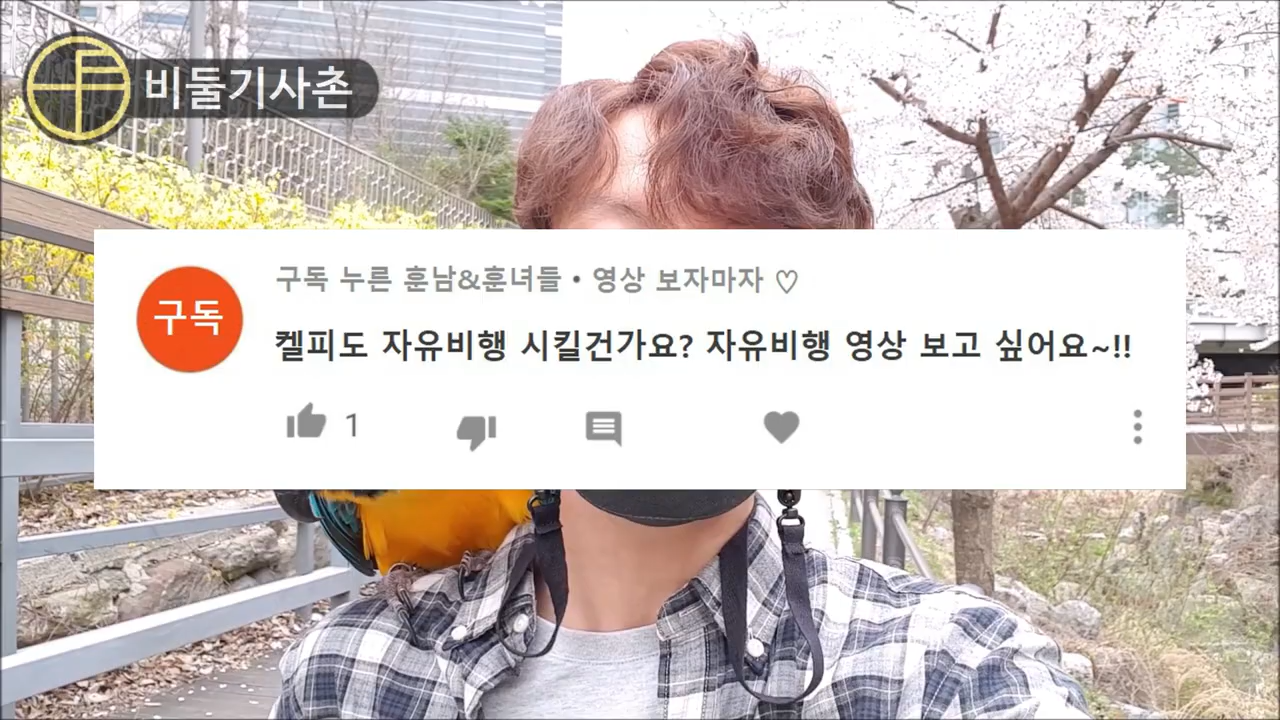 비둘기사촌
구독 누른 훈남&훈녀들 • 영상 보자마자 ♡
구독
켈피도 자유비행 시킬건가요? 자유비행 영상 보고 싶어요~!!
1